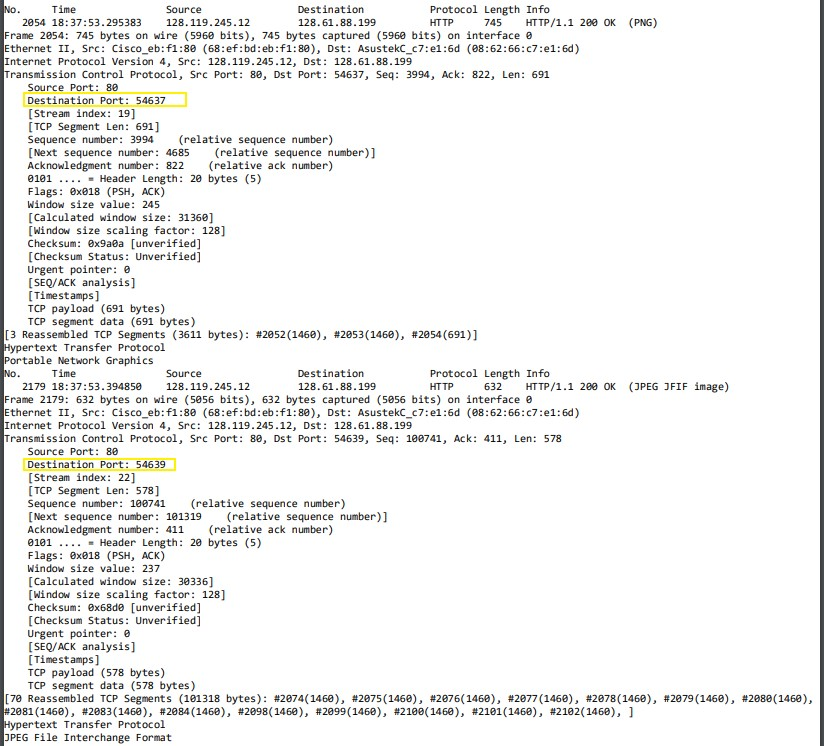 No. Time Source Destination Protocol Length Info
2054 18:37:53.295383 128.119.245.12 128.61.88.199 HTTP 745 HTTP/1.1 200 OK (PNG)
Frame 2054: 745 bytes on wire (5960 bits), 745 bytes captured (5960 bits) on interface 0
Ethernet II, Src: Cisco_eb:f1:80 (68:ef:bd:eb:f1:80), Dst: AsustekC_c7:e1:6d (08:62:66:c7:e1:6d)
Internet Protocol Version 4, Src: 128.119.245.12, Dst: 128.61.88.199
Transmission Control Protocol, Src Port: 80, Dst Port: 54637, Seq: 3994, Ack: 822, Len: 691
Source Port: 80
Destination Port: 54637
[Stream index: 19]
[TCP Segment Len: 691]
Sequence number: 3994 (relative sequence number)
[Next sequence number: 4685 (relative sequence number)]
Acknowledgment number: 822 (relative ack number)
0101 .... = Header Length: 20 bytes (5)
Flags: 0x018 (PSH, ACK)
Window size value: 245
[Calculated window size: 31360]
[Window size scaling factor: 128]
Checksum: 0x9a0a [unverified]
[Checksum Status: Unverified]
Urgent pointer: 0
[SEQ/ACK analysis]
[Timestamps]
TCP payload (691 bytes)
TCP segment data (691 bytes)
[3 Reassembled TCP Segments (3611 bytes): #2052(1460), #2053(1460), #2054(691)]
Hypertext Transfer Protocol
Portable Network Graphics
No. Time Source Destination Protocol Length Info
2179 18:37:53.394850 128.119.245.12 128.61.88.199 HTTP 632 HTTP/1.1 200 OK (JPEG JFIF image)
Frame 2179: 632 bytes on wire (5056 bits), 632 bytes captured (5056 bits) on interface 0
Ethernet II, Src: Cisco_eb:f1:80 (68:ef:bd:eb:f1:80), Dst: AsustekC_c7:e1:6d (08:62:66:c7:e1:6d)
Internet Protocol Version 4, Src: 128.119.245.12, Dst: 128.61.88.199
Transmission Control Protocol, Src Port: 80, Dst Port: 54639, Seq: 100741, Ack: 411, Len: 578
Source Port: 80
Destination Port: 54639
[Stream index: 22]
[TCP Segment Len: 578]
Sequence number: 100741 (relative sequence number)
[Next sequence number: 101319 (relative sequence number)]
Acknowledgment number: 411 (relative ack number)
0101 .... = Header Length: 20 bytes (5)
Flags: 0x018 (PSH, ACK)
Window size value: 237
[Calculated window size: 30336]
[Window size scaling factor: 128]
Checksum: 0x68d0 [unverified]
[Checksum Status: Unverified]
Urgent pointer: 0
[SEQ/ACK analysis]
[Timestamps]
TCP payload (578 bytes)
TCP segment data (578 bytes)
[70 Reassembled TCP Segments (101318 bytes): #2074(1460), #2075(1460), #2076(1460), #2077(1460), #2078(1460), #2079(1460), #2080(1460),
#2081(1460), #2083(1460), #2084(1460), #2098(1460), #2099(1460), #2100(1460), #2101(1460), #2102(1460), ]
Hypertext Transfer Protocol
JPEG File Interchange Format